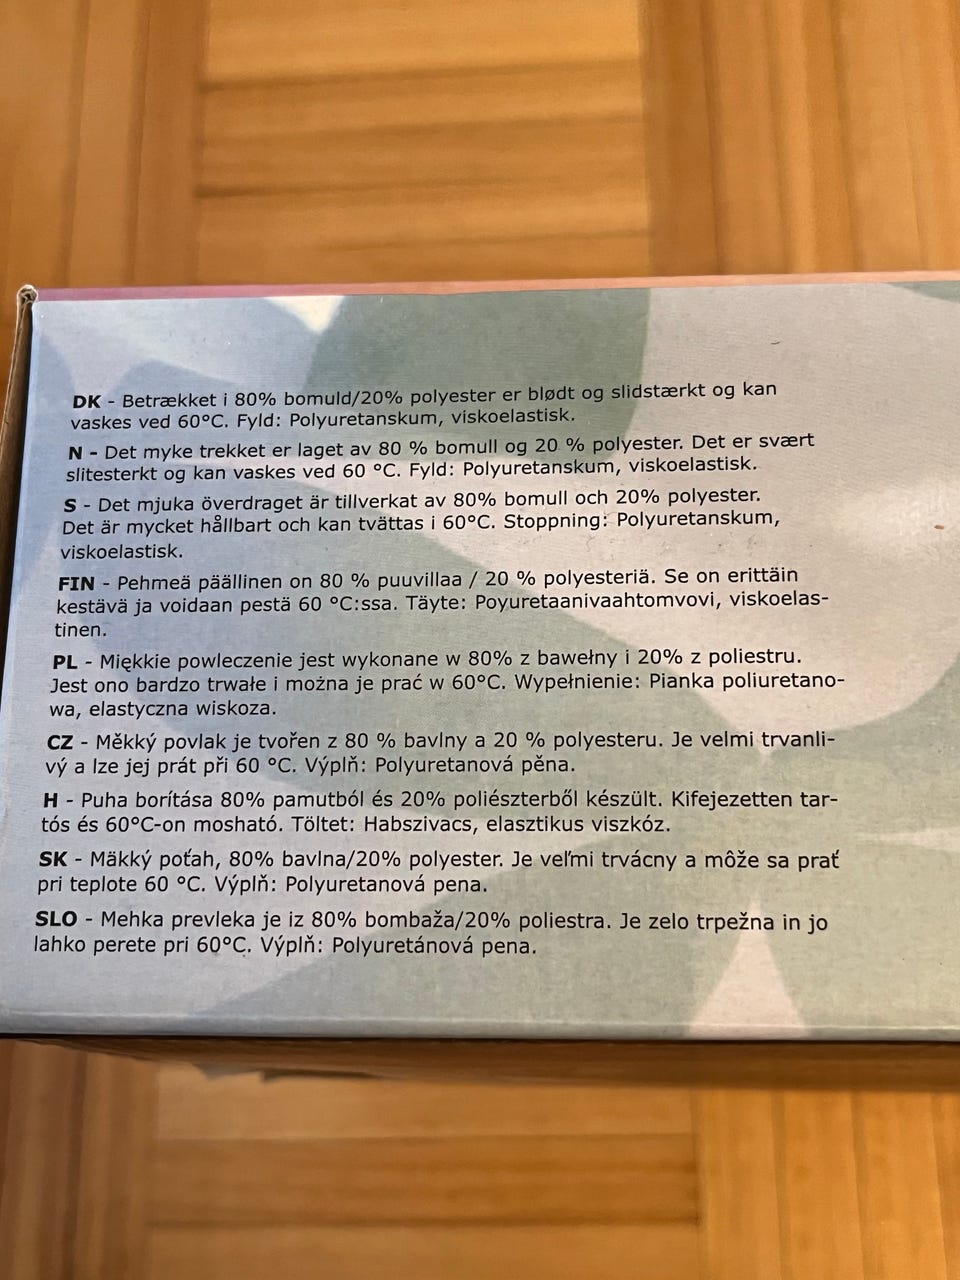 DK - Betrækket i 80% bomuld/20% polyester er blødt og slidstærkt og kan
vaskes ved 60°C. Fyld: Polyuretanskum, viskoelastisk.
N - Det myke trekket er laget av 80 % bomull og 20 % polyester. Det er svært
slitesterkt og kan vaskes ved 60 °C. Fyld: Polyuretanskum, viskoelastisk.
S - Det mjuka överdraget är tillverkat av 80% bomull och 20% polyester.
Det är mycket hållbart och kan tvättas i 60°C. Stoppning: Polyuretanskum,
viskoelastisk.
FIN - Pehmeä päällinen on 80 % puuvillaa / 20 % polyesteriä. Se on erittäin
kestävä ja voidaan pestä 60 °C:ssa. Täyte: Poyuretaanivaahtomvovi, viskoelas-
tinen.
PL - Miękkie powleczenie jest wykonane w 80% z bawełny i 20% z poliestru.
Jest ono bardzo trwałe i można je prać w 60°C. Wypełnienie: Pianka poliuretano-
wa, elastyczna wiskoza.
CZ - Měkký povlak je tvořen z 80 % bavlny a 20 % polyesteru. Je velmi trvanli-
vý a lze jej prát při 60 °C. Výplň: Polyuretanová pěna.
H - Puha borítása 80% pamutból és 20% poliészterből készült. Kifejezetten tar-
tós és 60°C-on mosható. Töltet: Habszivacs, elasztikus viszkóz.
SK - Mäkký poťah, 80% bavlna/20% polyester. Je veľmi trvácny a môže sa prať
pri teplote 60 °C. Výplň: Polyuretanová pena.
SLO - Mehka prevleka je iz 80% bombaža/20% poliestra. Je zelo trpežna in jo
lahko perete pri 60°C. Výplň: Polyuretánová pena.